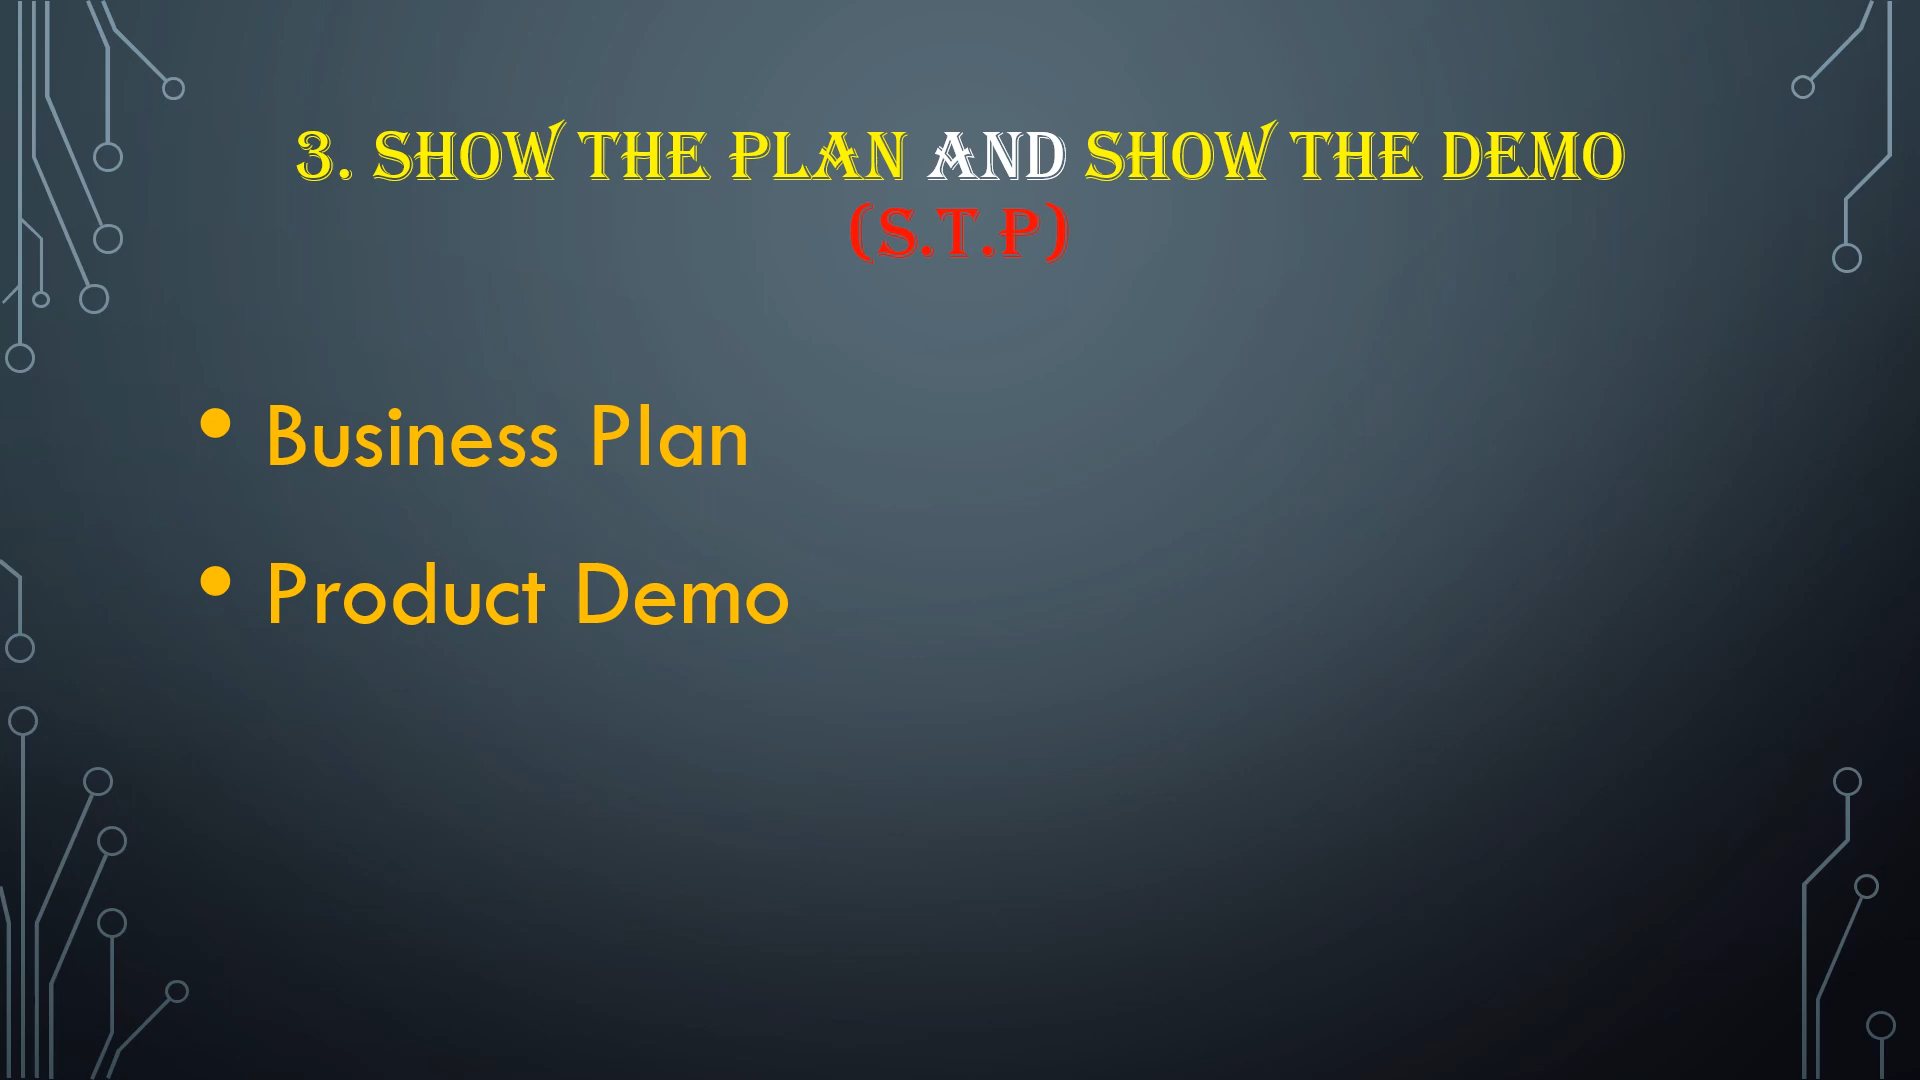 3. SHOW THE PLAN AND SHOW THE DEMO
(S.T.P)
• Business Plan
• Product Demo